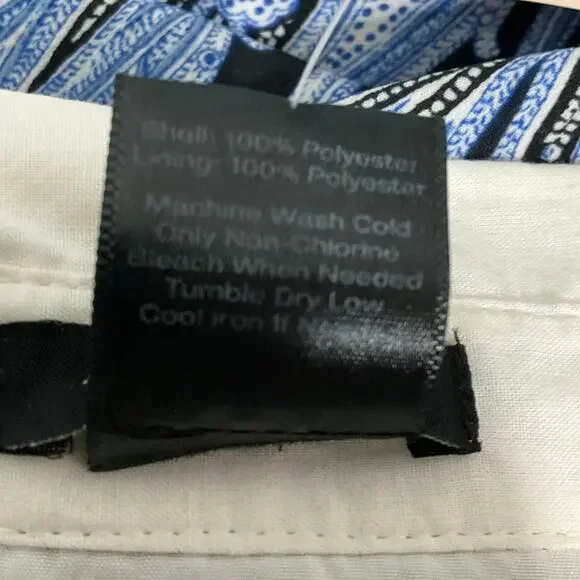 Shell: 100% Polyester
Lining: 100% Polyester
Machine Wash Cold
Only Non-Chlorine
Bleach When Needed
Tumble Dry Low
Cool Iron If